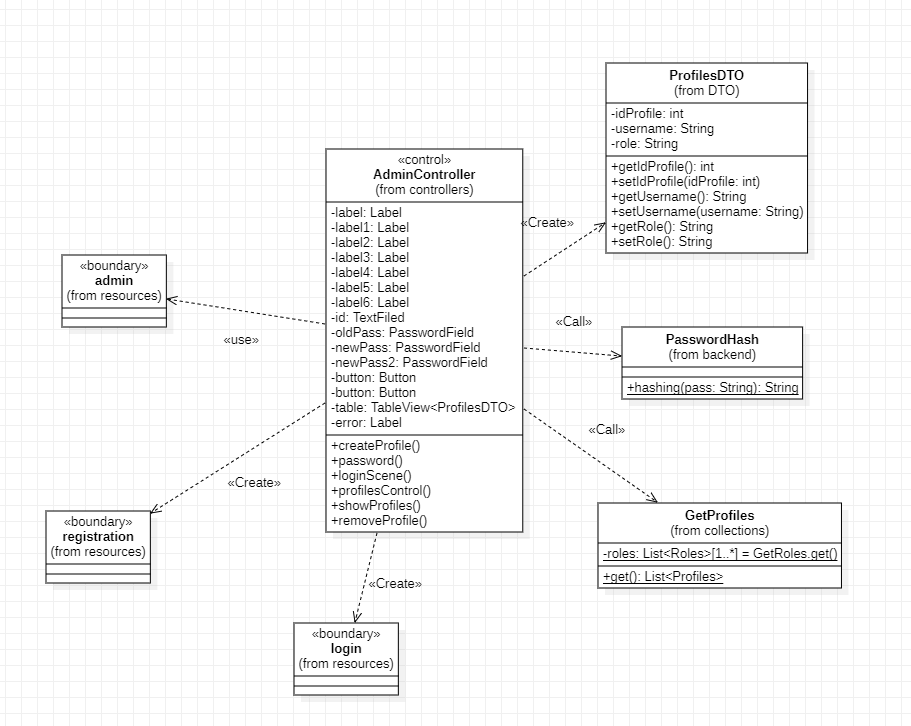 ProfilesDTO
(from DTO)
-idProfile: int
-username: String
-role: String
+getIdProfile(): int
+setIdProfile(idProfile: int)
+getUsername(): String
+setUsername(username: String)
+getRole(): String
+setRole(): String
«control»
AdminController
(from controllers)
-label: Label
-label1: Label
-label2: Label
-label3: Label
-label4: Label
-label5: Label
-label6: Label
-id: TextFiled
-oldPass: PasswordField
-newPass: PasswordField
-newPass2: PasswordField
-button: Button
-button: Button
-table: TableView<ProfilesDTO>
-error: Label
+createProfile()
+password()
+loginScene()
+profilesControl()
+showProfiles()
+removeProfile()
«Create»
«boundary»
admin
(from resources)
«use»
«Call»
PasswordHash
(from backend)
+hashing(pass: String): String
«Call»
«Create»
GetProfiles
(from collections)
-roles: List<Roles>[1..*] = GetRoles.get()
+get(): List<Profiles>
«boundary»
registration
(from resources)
«Create»
«boundary»
login
(from resources)